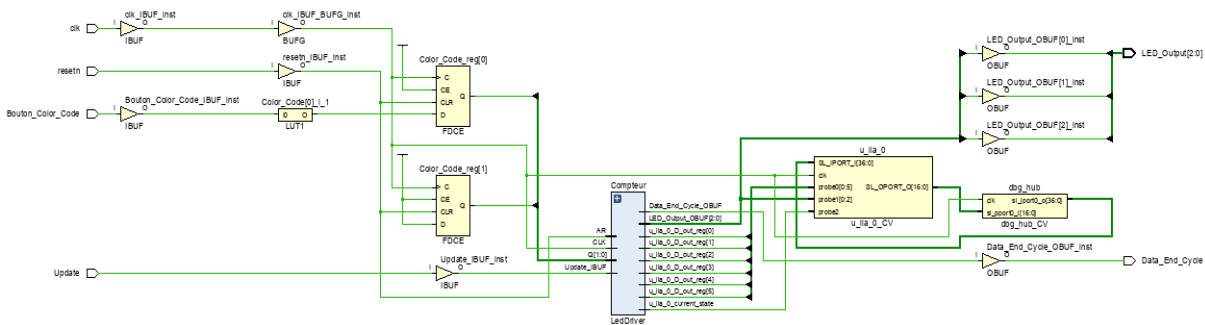 clk
I
clk_IBUF_inst
O
IBUF
I
clk_IBUF_BUFG_inst
O
BUFG
resetn
I
resetn_IBUF_inst
O
IBUF
Bouton_Color_Code
I
Bouton_Color_Code_IBUF_inst
O
IBUF
Color_Code[0]_i_1
I0
O
LUT1
Color_Code_reg[0]
C
CE
CLR
D
Q
FDCE
Color_Code_reg[1]
C
CE
CLR
D
Q
FDCE
Update
I
Update_IBUF_inst
O
IBUF
Compteur
AR
CLK
Q[1:0]
Update_IBUF
Data_End_Cycle_OBUF
LED_Output_OBUF[2:0]
u_ila_0_D_out_reg[0]
u_ila_0_D_out_reg[1]
u_ila_0_D_out_reg[2]
u_ila_0_D_out_reg[3]
u_ila_0_D_out_reg[4]
u_ila_0_D_out_reg[5]
u_ila_0_current_state
LedDriver
u_ila_0
SL_IPORT_I[36:0]
clk
probe0[0:5]
probe1[0:2]
probe2
SL_OPORT_O[16:0]
u_ila_0_CV
dbg_hub
clk
sl_iport0_o[36:0]
sl_oport0_i[16:0]
dbg_hub_CV
LED_Output_OBUF[0]_inst
I
O
OBUF
LED_Output_OBUF[1]_inst
I
O
OBUF
LED_Output_OBUF[2]_inst
I
O
OBUF
LED_Output[2:0]
Data_End_Cycle_OBUF_inst
I
O
OBUF
Data_End_Cycle